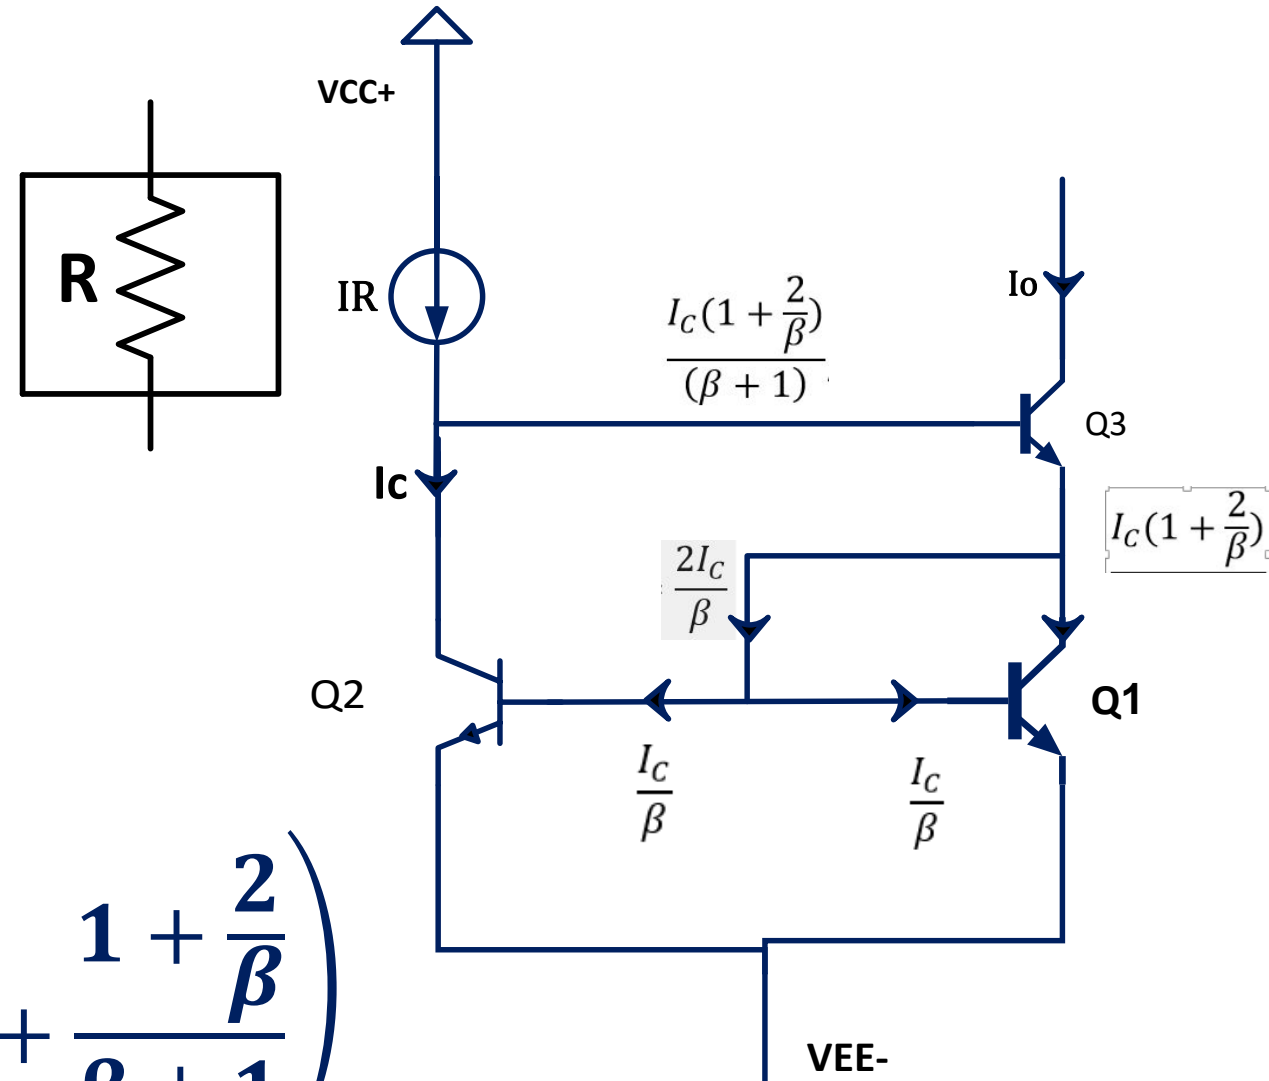 VCC+
R
IR
Io
I_C(1 + 2/β)
(β + 1)
Q3
Ic
I_C(1 + 2/β)
2I_C
β
Q2
Q1
I_C
β
I_C
β
1 + 2/β
+
β + 1
)
VEE-